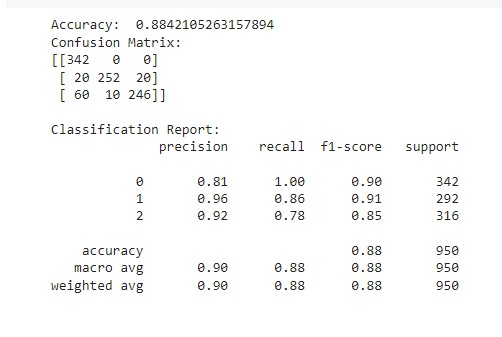 Accuracy:  0.8842105263157894
Confusion Matrix:
[[342   0   0]
 [ 20 252  20]
 [ 60  10 246]]
Classification Report:
              precision    recall  f1-score   support
           0       0.81      1.00      0.90       342
           1       0.96      0.86      0.91       292
           2       0.92      0.78      0.85       316
    accuracy                           0.88       950
   macro avg       0.90      0.88      0.88       950
weighted avg       0.90      0.88      0.88       950